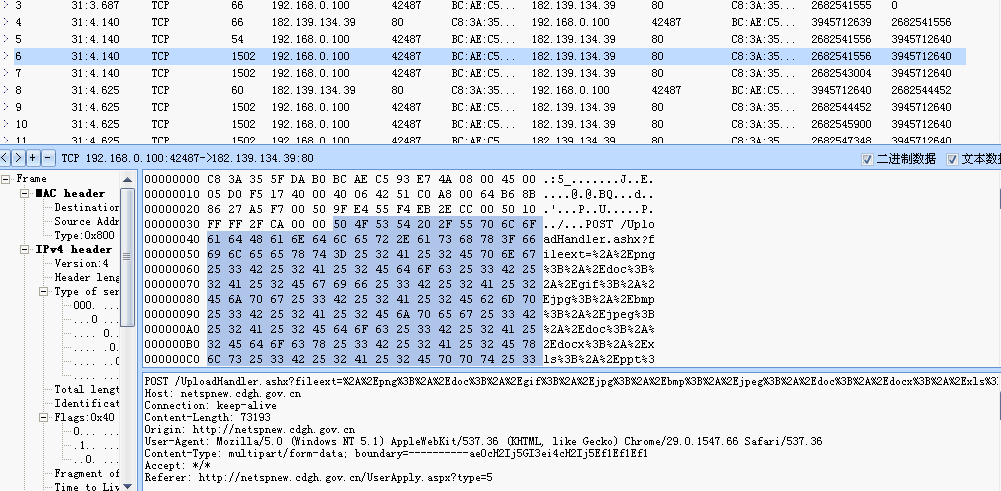 3 31:3.687 TCP 66 192.168.0.100 42487 BC:AE:C5... 182.139.134.39 80 C8:3A:35... 2682541555 0
4 31:4.140 TCP 66 182.139.134.39 80 C8:3A:35... 192.168.0.100 42487 BC:AE:C5... 3945712639 2682541556
5 31:4.140 TCP 54 192.168.0.100 42487 BC:AE:C5... 182.139.134.39 80 C8:3A:35... 2682541556 3945712640
6 31:4.140 TCP 1502 192.168.0.100 42487 BC:AE:C5... 182.139.134.39 80 C8:3A:35... 2682541556 3945712640
7 31:4.140 TCP 1502 192.168.0.100 42487 BC:AE:C5... 182.139.134.39 80 C8:3A:35... 2682543004 3945712640
8 31:4.625 TCP 60 182.139.134.39 80 C8:3A:35... 192.168.0.100 42487 BC:AE:C5... 3945712640 2682544452
9 31:4.625 TCP 1502 192.168.0.100 42487 BC:AE:C5... 182.139.134.39 80 C8:3A:35... 2682544452 3945712640
10 31:4.625 TCP 1502 192.168.0.100 42487 BC:AE:C5... 182.139.134.39 80 C8:3A:35... 2682545900 3945712640
11 31:4.625 TCP 1502 192.168.0.100 42487 BC:AE:C5... 182.139.134.39 80 C8:3A:35... 2682547348 3945712640
TCP 192.168.0.100:42487->182.139.134.39:80 二进制数据 文本数据
Frame
MAC header
Destination
Source Addr
Type:0x800
IPv4 header
Version:4
Header leng
Type of ser
000.
...0
.... 0.
.... .0.
Total lengt
Identificat
Flags:0x40
0...
.1..
..0.
Fragment of
Time to Liv
00000000 C8 3A 35 5F DA B0 BC AE C5 93 E7 4A 08 00 45 00 .:5_.......J..E.
00000010 05 D0 F5 17 40 00 40 06 42 51 C0 A8 00 64 B6 8B ....@.@.BQ...d..
00000020 86 27 A5 F7 00 50 9F E4 55 F4 EB 2E CC 00 50 10 .'...P..U.....P.
00000030 FF FF 2F CA 00 00 50 4F 53 54 20 2F 55 70 6C 6F ../...POST /Uplo
00000040 61 64 48 61 6E 64 6C 65 72 2E 61 73 68 78 3F 66 adHandler.ashx?f
00000050 69 6C 65 65 78 74 3D 25 32 41 25 32 45 70 6E 67 ileext=%2A%2Epng
00000060 25 33 42 25 32 41 25 32 45 64 6F 63 25 33 42 25 %3B%2A%2Edoc%3B%
00000070 32 41 25 32 45 67 69 66 25 33 42 25 32 41 25 32 2A%2Egif%3B%2A%2
00000080 45 6A 70 67 25 33 42 25 32 41 25 32 45 62 6D 70 Ejpg%3B%2A%2Ebmp
00000090 25 33 42 25 32 41 25 32 45 6A 70 65 67 25 33 42 %3B%2A%2Ejpeg%3B
000000A0 25 32 41 25 32 45 64 6F 63 25 33 42 25 32 41 25 %2A%2Edoc%3B%2A%
000000B0 32 45 64 6F 63 78 25 33 42 25 32 41 25 32 45 78 2Edocx%3B%2A%2Ex
000000C0 6C 73 25 33 42 25 32 41 25 32 45 70 70 74 25 33 ls%3B%2A%2Eppt%3
POST /UploadHandler.ashx?fileext=%2A%2Epng%3B%2A%2Edoc%3B%2A%2Egif%3B%2A%2Ejpg%3B%2A%2Ebmp%3B%2A%2Ejpeg%3B%2A%2Edoc%3B%2A%2Edocx%3B%2A%2Exls%3
Host: netspnew.cdgh.gov.cn
Connection: keep-alive
Content-Length: 73193
Origin: http://netspnew.cdgh.gov.cn
User-Agent: Mozilla/5.0 (Windows NT 5.1) AppleWebKit/537.36 (KHTML, like Gecko) Chrome/29.0.1547.66 Safari/537.36
Content-Type: multipart/form-data; boundary=----------ae0cH2Ij5GI3ei4cH2Ij5Ef1Ef1Ef1
Accept: */*
Referer: http://netspnew.cdgh.gov.cn/UserApply.aspx?type=5